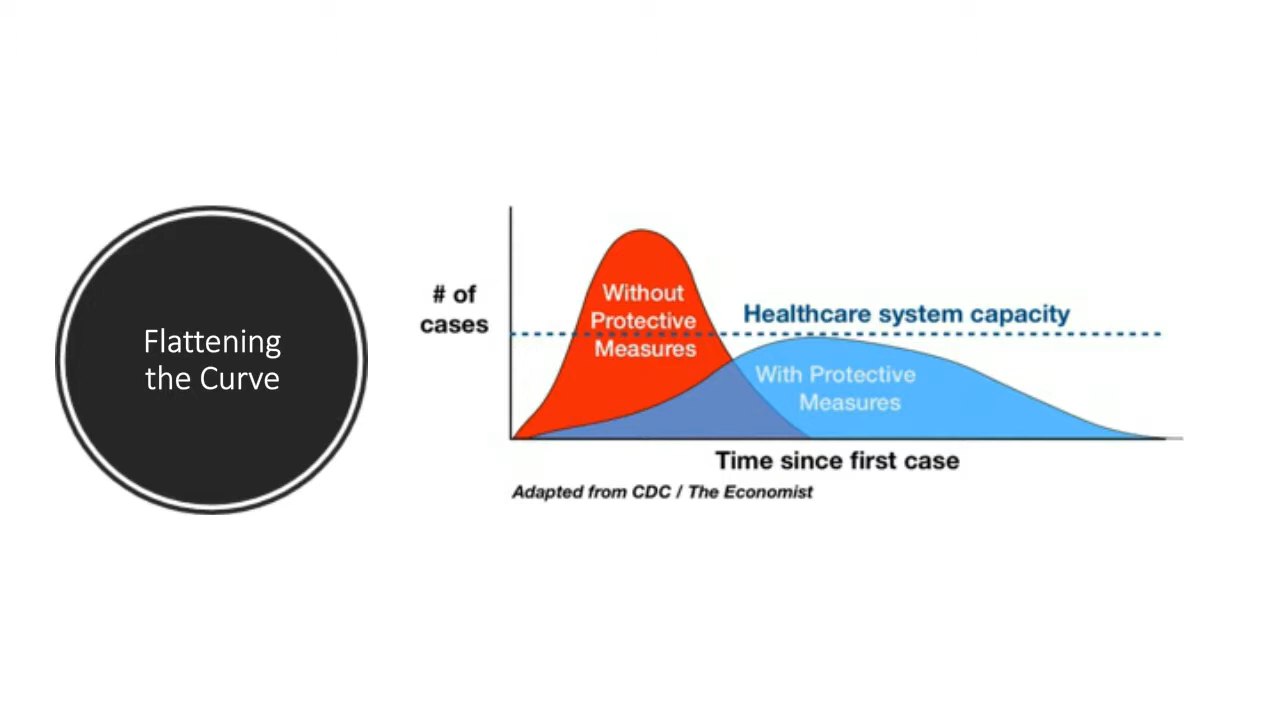 Flattening
the Curve
# of
cases
Without
Protective
Measures
Healthcare system capacity
With Protective
Measures
Time since first case
Adapted from CDC / The Economist